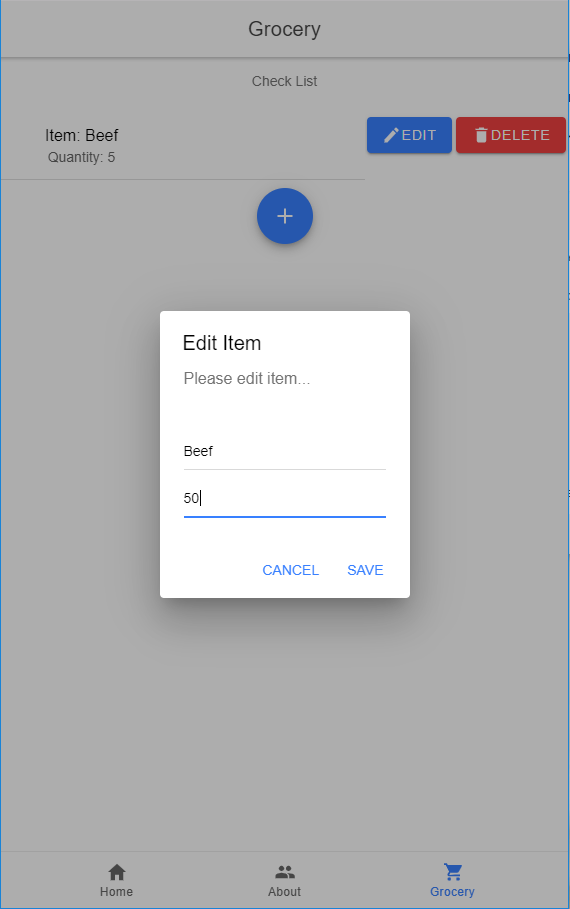 Grocery
Check List
Item: Beef
Quantity: 5
EDIT
DELETE
Edit Item
Please edit item...
Beef
50
CANCEL SAVE
Home About Grocery